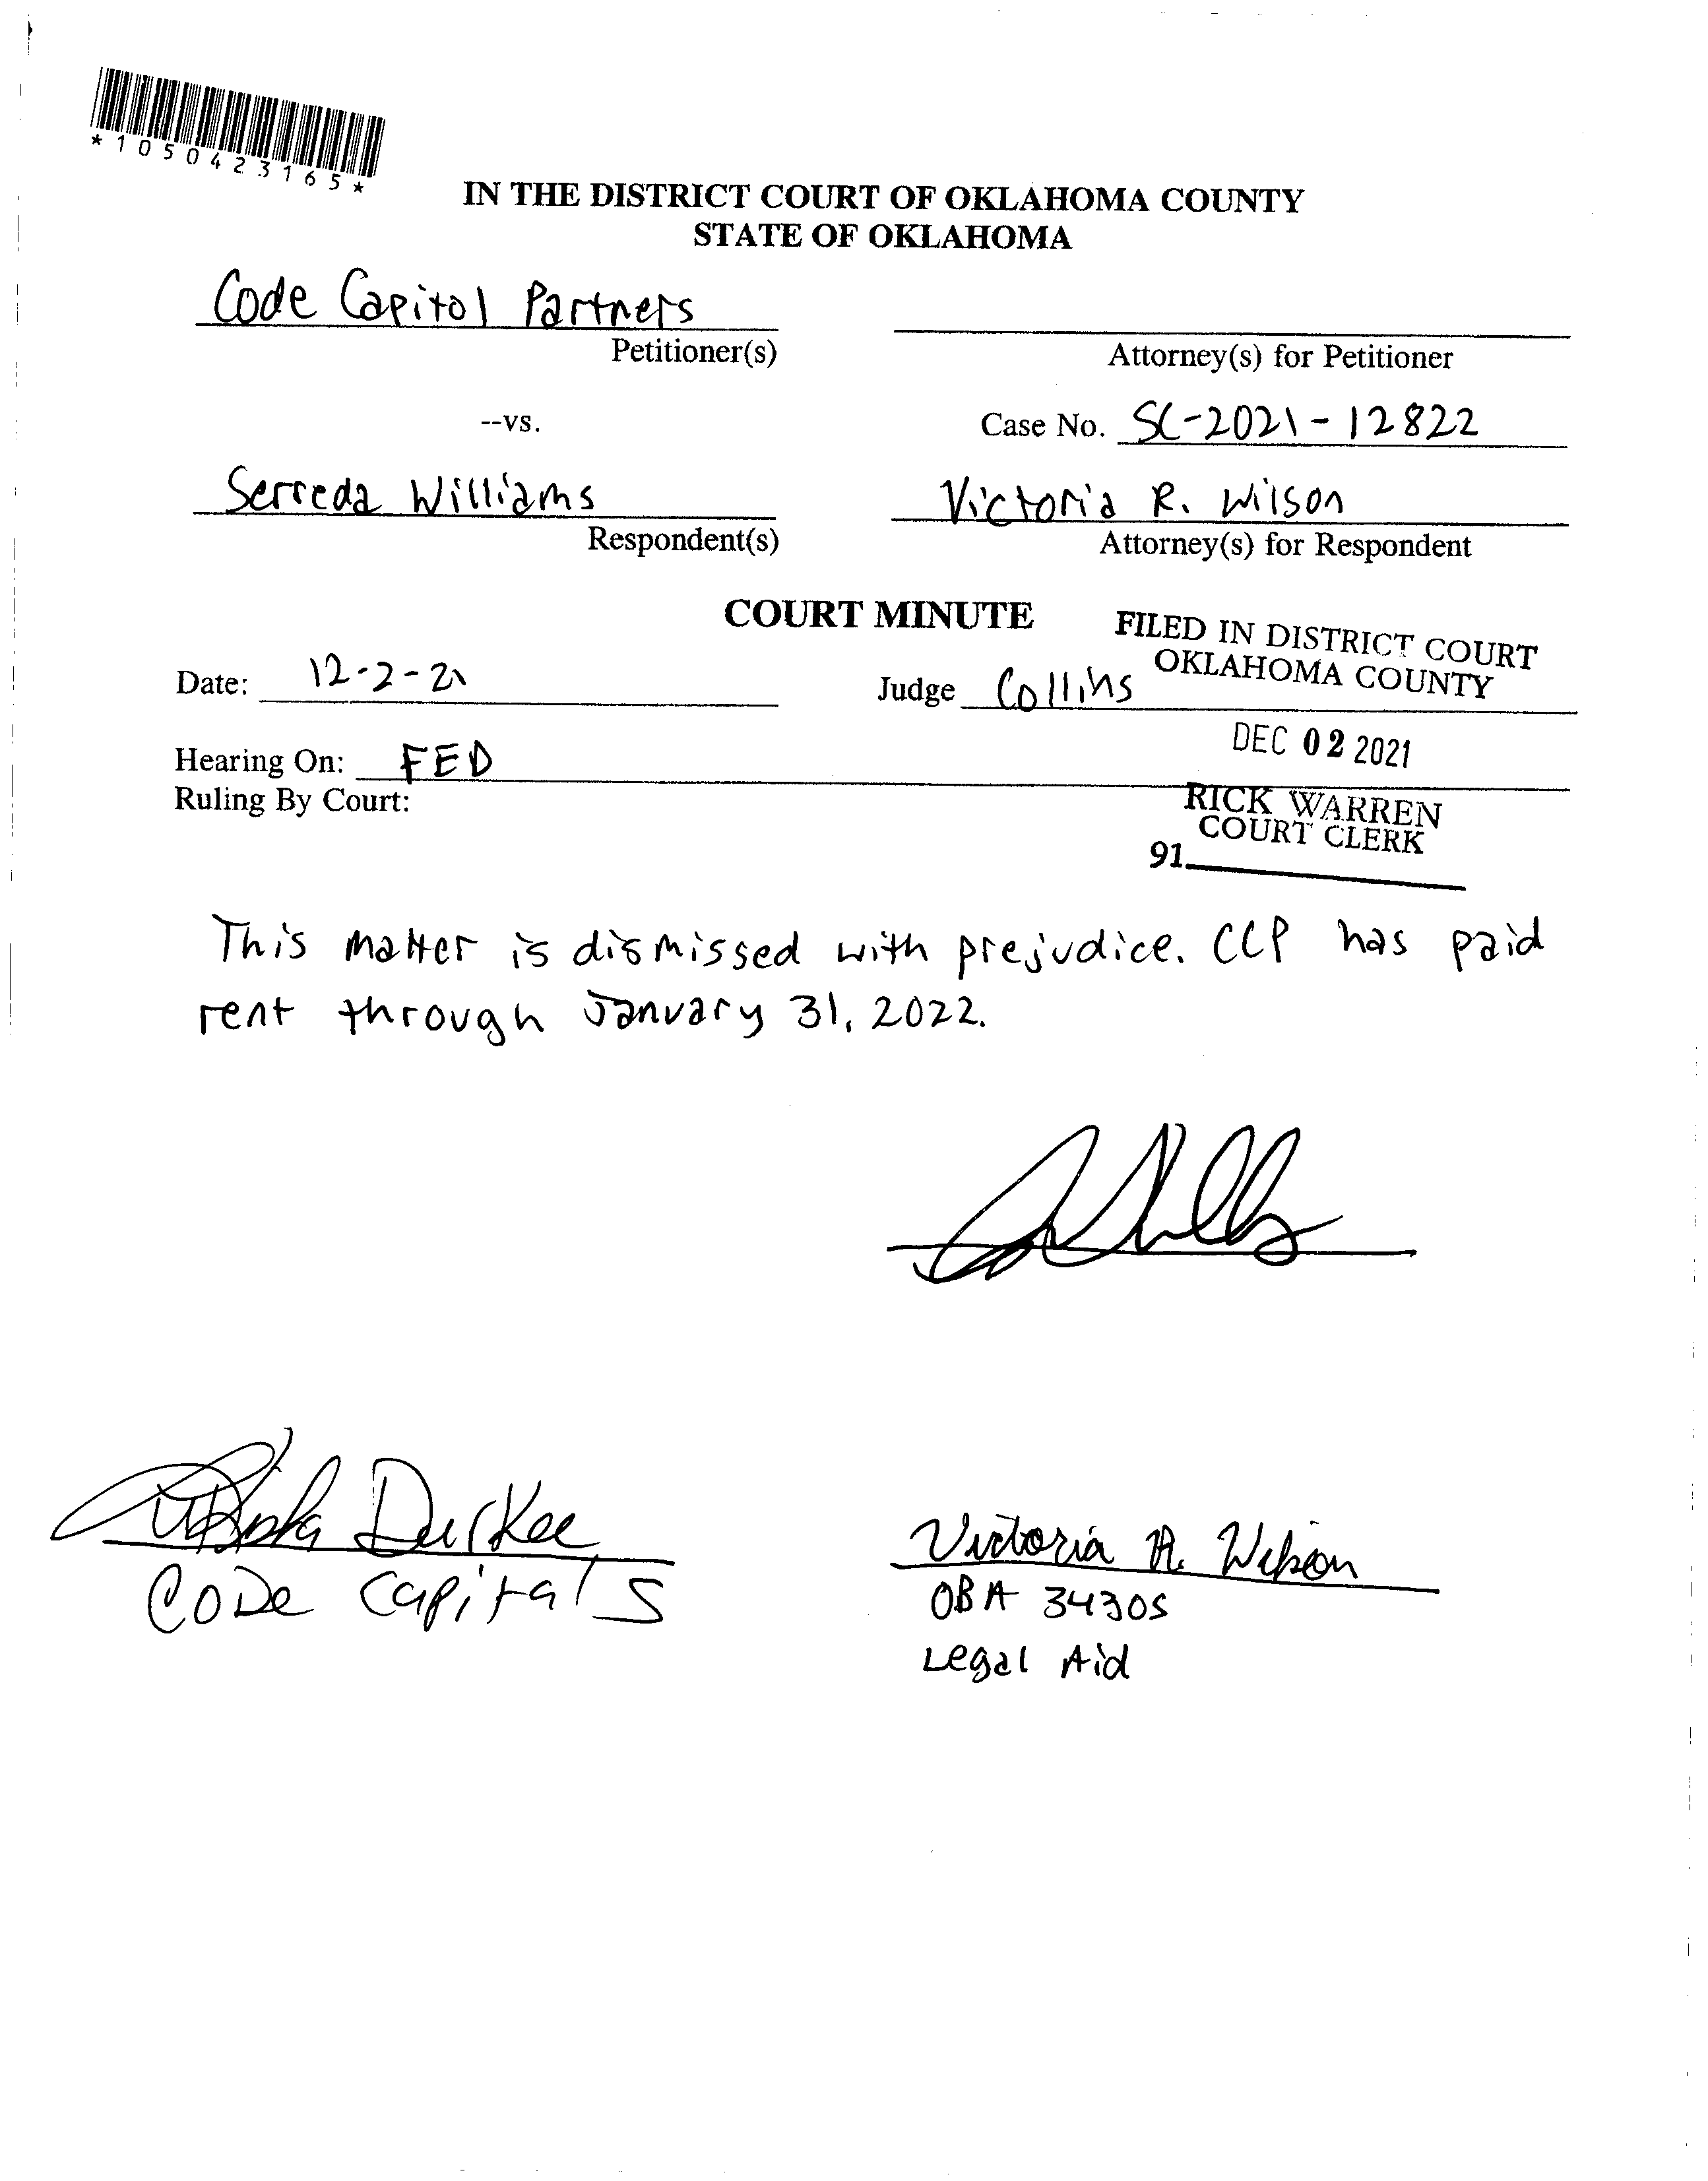 *1050423165*
IN THE DISTRICT COURT OF OKLAHOMA COUNTY
STATE OF OKLAHOMA
Code Capitol Partners
Petitioner(s)
Attorney(s) for Petitioner
--vs.
Case No. SC-2021-12822
Serreda Williams
Respondent(s)
Victoria R. Wilson
Attorney(s) for Respondent
COURT MINUTE
FILED IN DISTRICT COURT
OKLAHOMA COUNTY
Date: 12-2-21
Judge Collins
DEC 02 2021
Hearing On: FED
Ruling By Court:
RICK WARREN
COURT CLERK
91
This matter is dismissed with prejudice. CCP has paid
rent through January 31, 2022.
Durkee
Code Capitals
Victoria R. Wilson
OBA 34305
Legal Aid